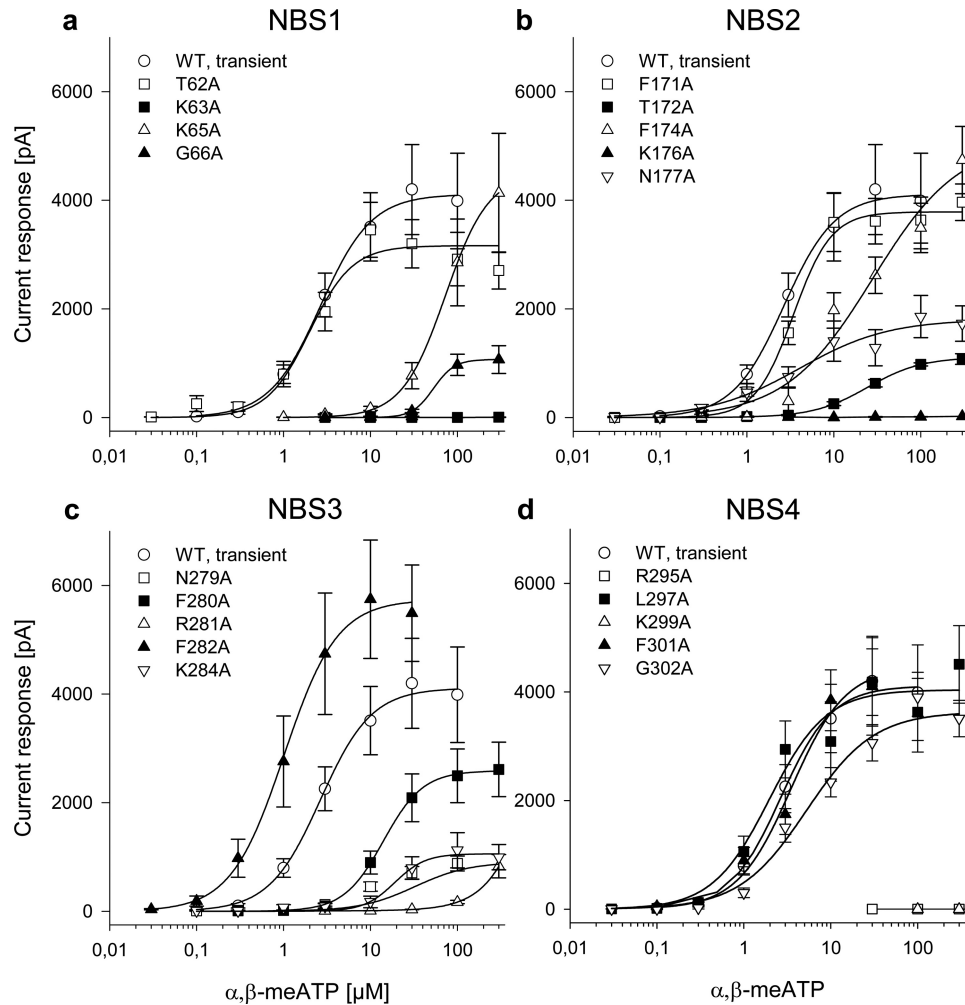 a NBS1
WT, transient
T62A
K63A
K65A
G66A
Current response [pA]
6000
4000
2000
0
0,01 0,1 1 10 100
b NBS2
WT, transient
F171A
T172A
F174A
K176A
N177A
6000
4000
2000
0
0,01 0,1 1 10 100
c NBS3
WT, transient
N279A
F280A
R281A
F282A
K284A
Current response [pA]
6000
4000
2000
0
0,01 0,1 1 10 100
α,β-meATP [µM]
d NBS4
WT, transient
R295A
L297A
K299A
F301A
G302A
6000
4000
2000
0
0,01 0,1 1 10 100
α,β-meATP